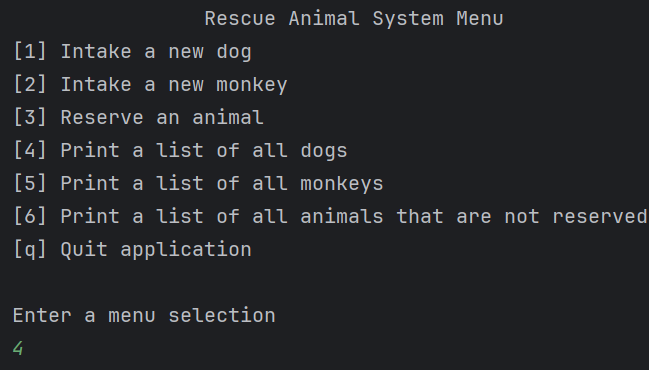 Rescue Animal System Menu
[1] Intake a new dog
[2] Intake a new monkey
[3] Reserve an animal
[4] Print a list of all dogs
[5] Print a list of all monkeys
[6] Print a list of all animals that are not reserved
[q] Quit application
Enter a menu selection
4